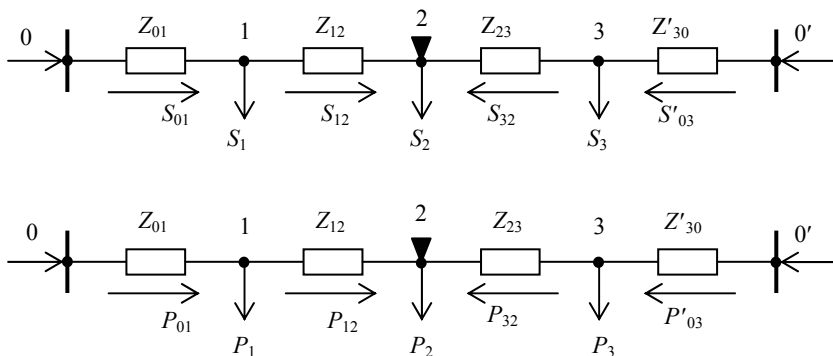 0 Z₀₁ 1 Z₁₂ 2 Z₂₃ 3 Z'₃₀ 0′
S₀₁ S₁₂ S₃₂ S'₀₃
S₁ S₂ S₃
0 Z₀₁ 1 Z₁₂ 2 Z₂₃ 3 Z'₃₀ 0′
P₀₁ P₁₂ P₃₂ P'₀₃
P₁ P₂ P₃